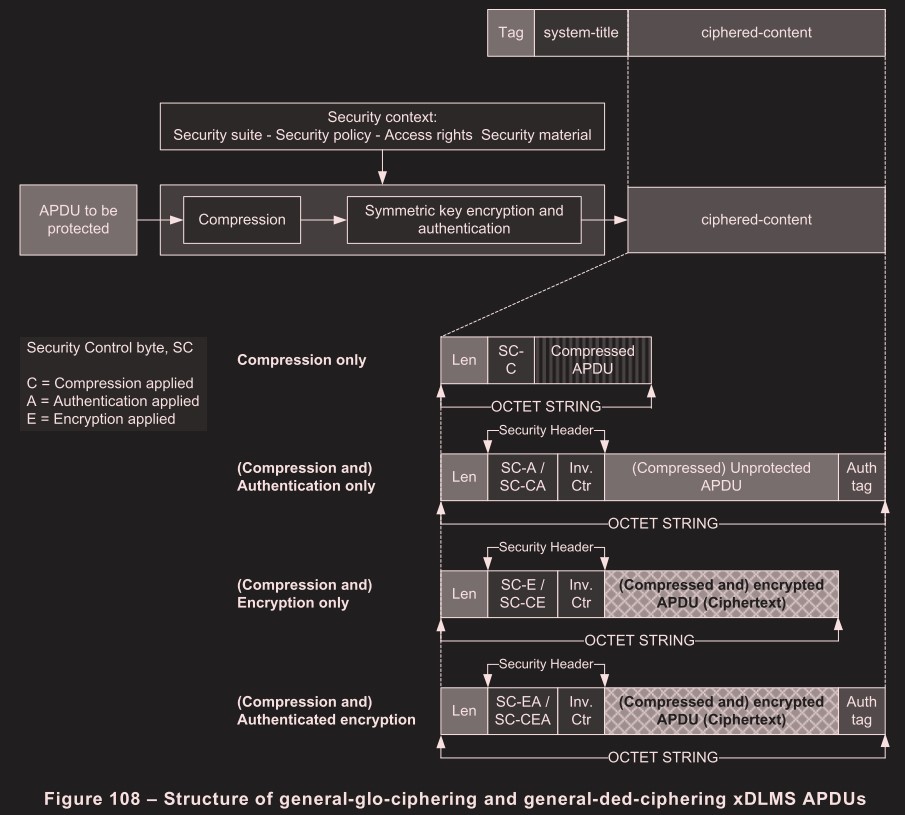 Tag system-title ciphered-content
Security context:
Security suite - Security policy - Access rights Security material
APDU to be
protected
Compression
Symmetric key encryption and
authentication
ciphered-content
Security Control byte, SC
C = Compression applied
A = Authentication applied
E = Encryption applied
Compression only
Len
SC-
C
Compressed
APDU
OCTET STRING
Security Header
(Compression and)
Authentication only
Len
SC-A /
SC-CA
Inv.
Ctr
(Compressed) Unprotected
APDU
Auth
tag
OCTET STRING
Security Header
(Compression and)
Encryption only
Len
SC-E /
SC-CE
Inv.
Ctr
(Compressed and) encrypted
APDU (Ciphertext)
OCTET STRING
Security Header
(Compression and)
Authenticated encryption
Len
SC-EA /
SC-CEA
Inv.
Ctr
(Compressed and) encrypted
APDU (Ciphertext)
Auth
tag
OCTET STRING
Figure 108 – Structure of general-glo-ciphering and general-ded-ciphering xDLMS APDUs